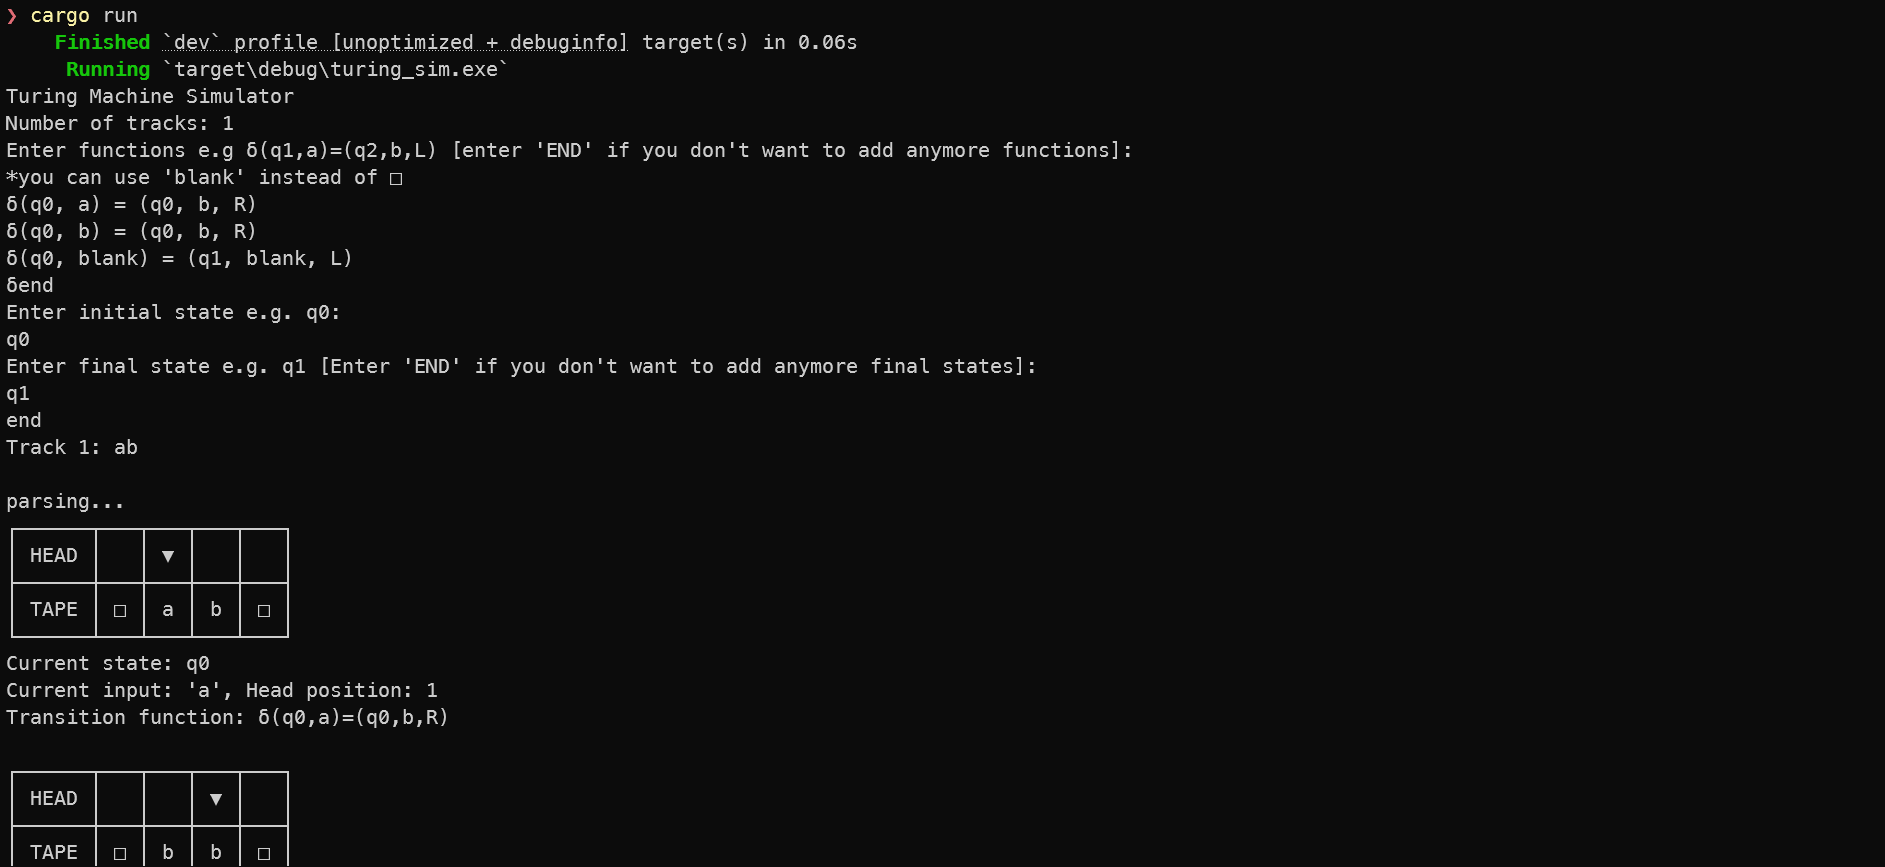 ❯ cargo run
Finished `dev` profile [unoptimized + debuginfo] target(s) in 0.06s
Running `target\debug\turing_sim.exe`
Turing Machine Simulator
Number of tracks: 1
Enter functions e.g δ(q1,a)=(q2,b,L) [enter 'END' if you don't want to add anymore functions]:
*you can use 'blank' instead of □
δ(q0, a) = (q0, b, R)
δ(q0, b) = (q0, b, R)
δ(q0, blank) = (q1, blank, L)
δend
Enter initial state e.g. q0:
q0
Enter final state e.g. q1 [Enter 'END' if you don't want to add anymore final states]:
q1
end
Track 1: ab
parsing...
HEAD ▼
TAPE □ a b □
Current state: q0
Current input: 'a', Head position: 1
Transition function: δ(q0,a)=(q0,b,R)
HEAD ▼
TAPE □ b b □